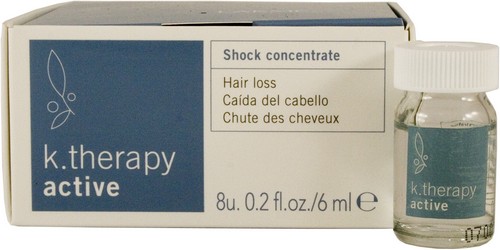 Shock concentrate
Hair loss
Caída del cabello
Chute des cheveux
k.therapy
active
8u. 0.2 fl.oz./6 ml ℮
k.therapy
active